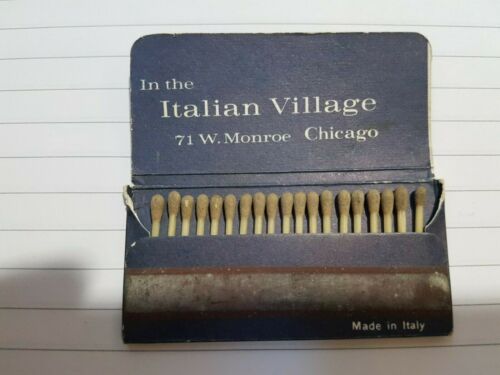 In the
Italian Village
71 W. Monroe Chicago
Made in Italy